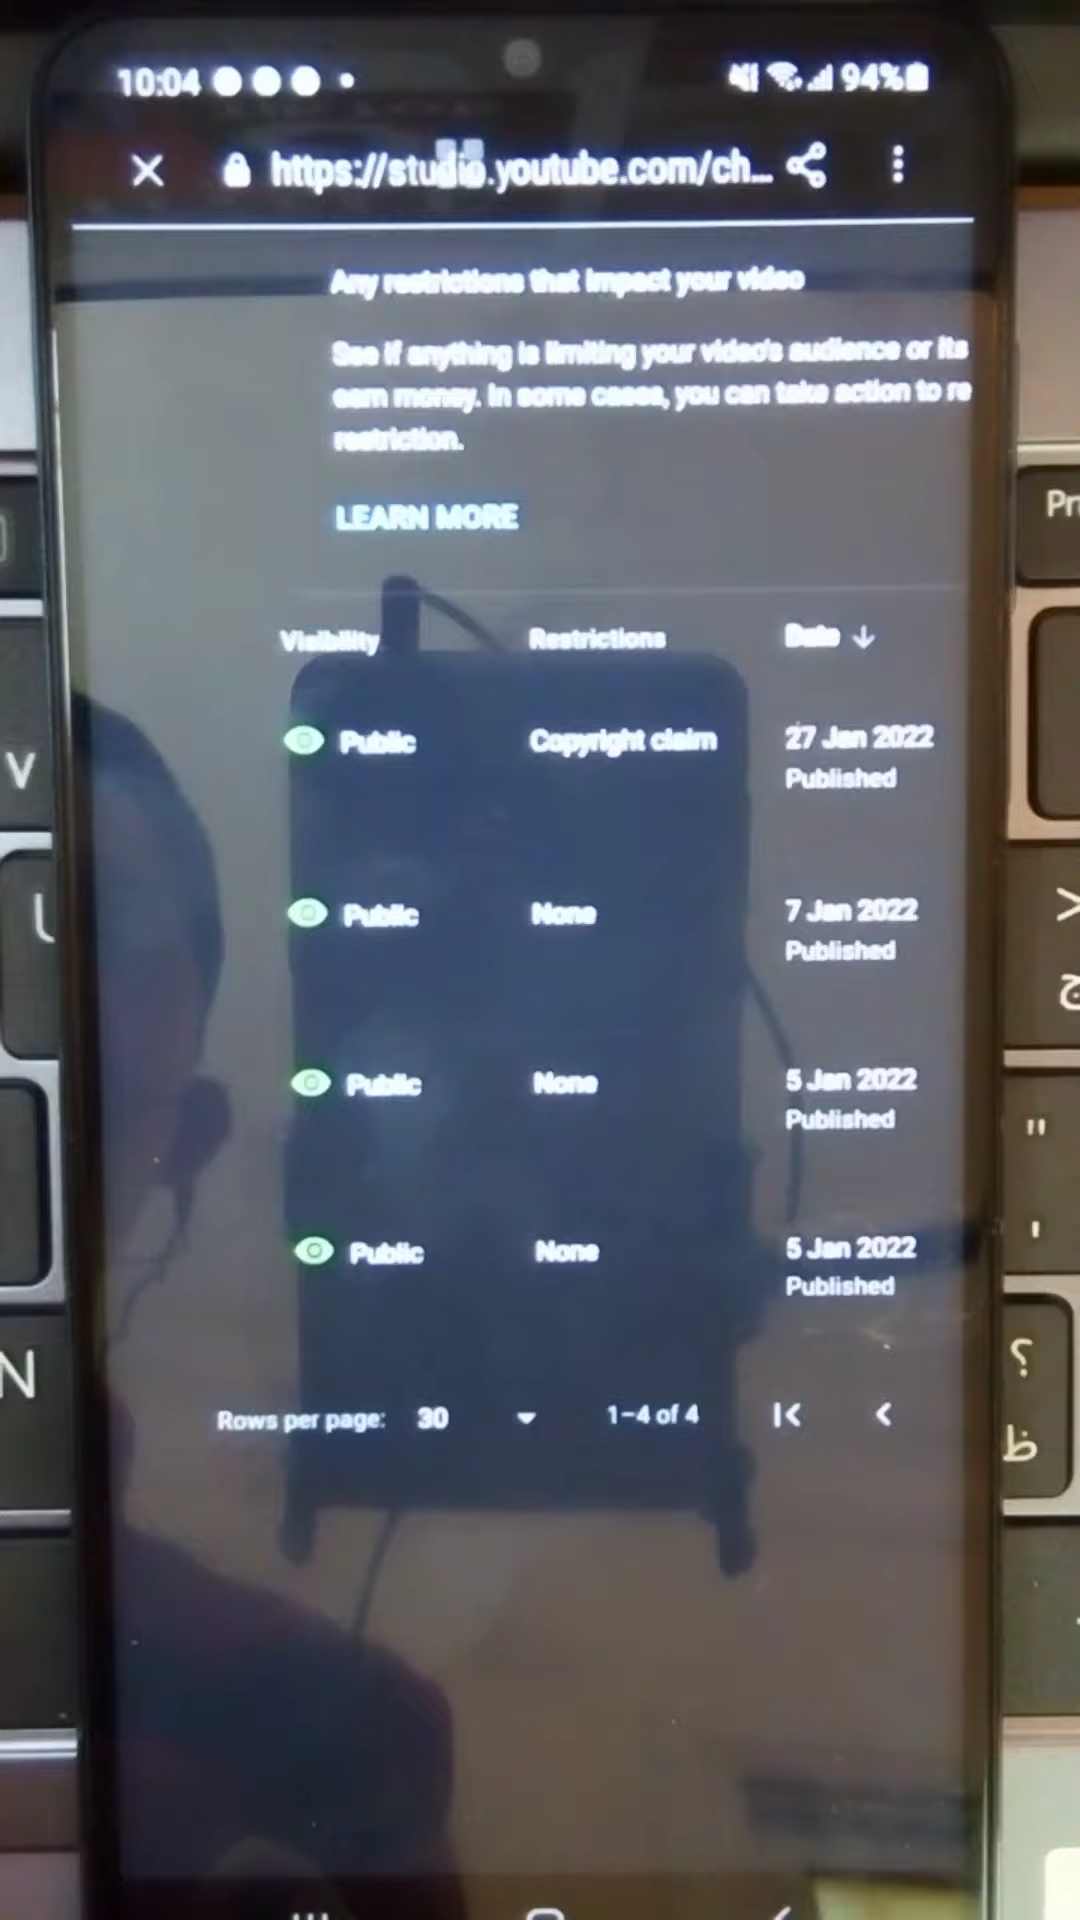 10:04
94%
https://studio.youtube.com/ch...
Any restrictions that impact your video
See if anything is limiting your video's audience or its
earn money. In some cases, you can take action to re
restriction.
LEARN MORE
Visibility Restrictions Date
Public Copyright claim 27 Jan 2022
Published
Public None 7 Jan 2022
Published
Public None 5 Jan 2022
Published
Public None 5 Jan 2022
Published
Rows per page: 30 1–4 of 4
V
N
ج
"
'
؟
ظ